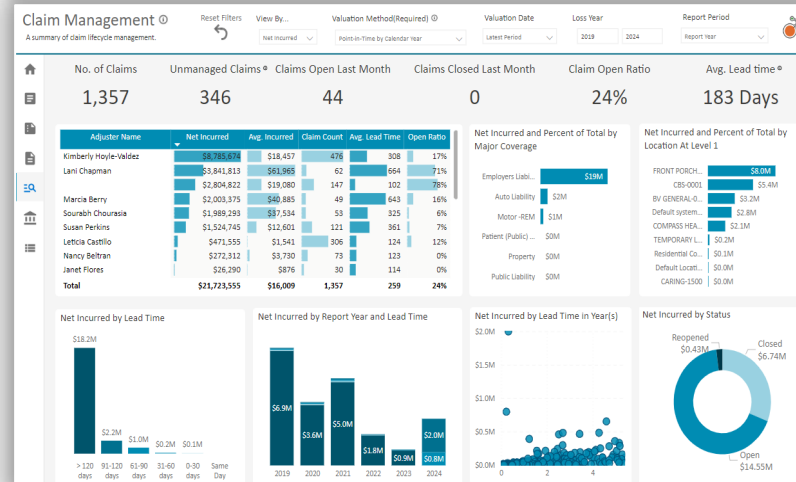 Claim Management
A summary of claim lifecycle management.
Reset Filters
View By...
Net Incurred
Valuation Method(Required)
Point-In-Time by Calendar Year
Valuation Date
Latest Period
Loss Year
2019 2024
Report Period
Report Year
No. of Claims
1,357
Unmanaged Claims
346
Claims Open Last Month
44
Claims Closed Last Month
0
Claim Open Ratio
24%
Avg. Lead time
183 Days
Adjuster Name Net Incurred Avg. Incurred Claim Count Avg. Lead Time Open Ratio
Kimberly Hoyle-Valdez $8,785,674 $18,457 476 308 17%
Lani Chapman $3,841,813 $61,965 62 664 71%
$2,804,822 $19,080 147 102 78%
Marcia Berry $2,003,375 $40,885 49 643 16%
Sourabh Chourasia $1,989,293 $37,534 53 325 6%
Susan Perkins $1,524,745 $12,601 121 361 7%
Leticia Castillo $471,555 $1,541 306 124 12%
Nancy Beltran $272,312 $3,730 73 123 0%
Janet Flores $26,290 $876 30 114 0%
Total $21,723,555 $16,009 1,357 259 24%
Net Incurred and Percent of Total by
Major Coverage
Employers Liabi... $19M
Auto Liability $2M
Motor -REM $1M
Patient (Public) ... $0M
Property $0M
Public Liability $0M
Net Incurred and Percent of Total by
Location At Level 1
FRONT PORCH... $8.0M
CBS-0001 $5.4M
BV GENERAL-0... $3.2M
Default system... $2.8M
COMPASS HEA... $2.1M
TEMPORARY L... $0.2M
Residential Co... $0.1M
Default Locati... $0.0M
CARING-1500 $0.0M
Net Incurred by Lead Time
$18.2M
$2.2M
$1.0M
$0.2M
$0.1M
> 120 91-120 61-90 31-60 0-30 Same
days days days days days Day
Net Incurred by Report Year and Lead Time
$6.9M
$3.6M
$5.0M
$1.8M
$0.9M
$2.0M
$0.8M
2019 2020 2021 2022 2023 2024
Net Incurred by Lead Time in Year(s)
$2.0M
$1.5M
$1.0M
$0.5M
$0.0M
0 2 4
Net Incurred by Status
Reopened
$0.43M
Closed
$6.74M
Open
$14.55M